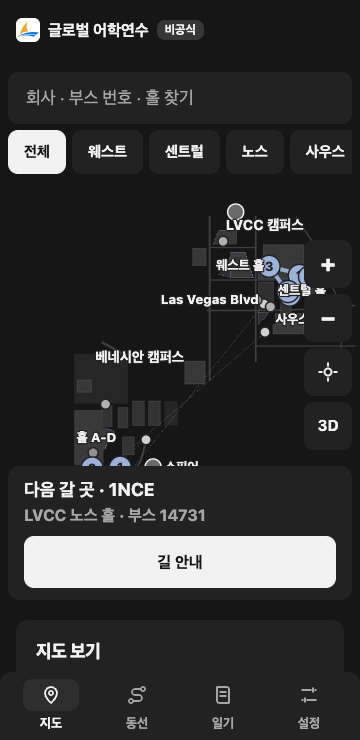 글로벌 어학연수 비공식
회사 · 부스 번호 · 홀 찾기
전체 웨스트 센트럴 노스 사우스
LVCC 캠퍼스
웨스트 홀 3
센트럴
Las Vegas Blvd.
사우스
베네시안 캠퍼스
홀 A-D
+
−
3D
다음 갈 곳 · 1NCE
LVCC 노스 홀 · 부스 14731
길 안내
지도 보기
지도 동선 일기 설정